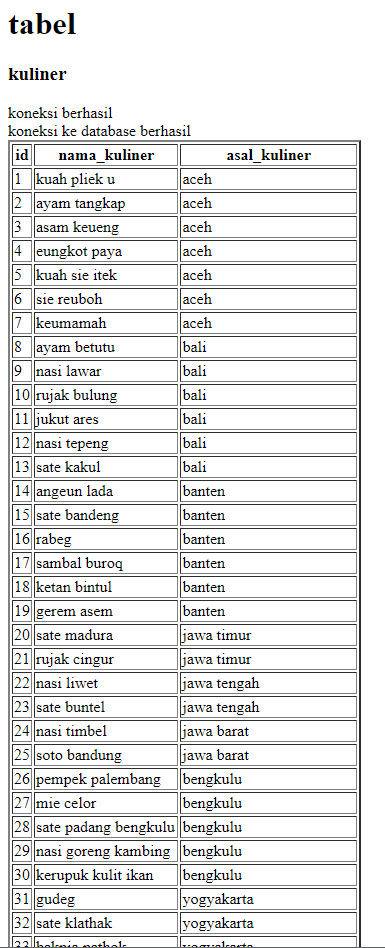 tabel
kuliner
koneksi berhasil
koneksi ke database berhasil
id nama_kuliner asal_kuliner
1 kuah pliek u aceh
2 ayam tangkap aceh
3 asam keueng aceh
4 eungkot paya aceh
5 kuah sie itek aceh
6 sie reuboh aceh
7 keumamah aceh
8 ayam betutu bali
9 nasi lawar bali
10 rujak bulung bali
11 jukut ares bali
12 nasi tepeng bali
13 sate kakul bali
14 angeun lada banten
15 sate bandeng banten
16 rabeg banten
17 sambal buroq banten
18 ketan bintul banten
19 gerem asem banten
20 sate madura jawa timur
21 rujak cingur jawa timur
22 nasi liwet jawa tengah
23 sate buntel jawa tengah
24 nasi timbel jawa barat
25 soto bandung jawa barat
26 pempek palembang bengkulu
27 mie celor bengkulu
28 sate padang bengkulu bengkulu
29 nasi goreng kambing bengkulu
30 kerupuk kulit ikan bengkulu
31 gudeg yogyakarta
32 sate klathak yogyakarta
33 yogyakarta